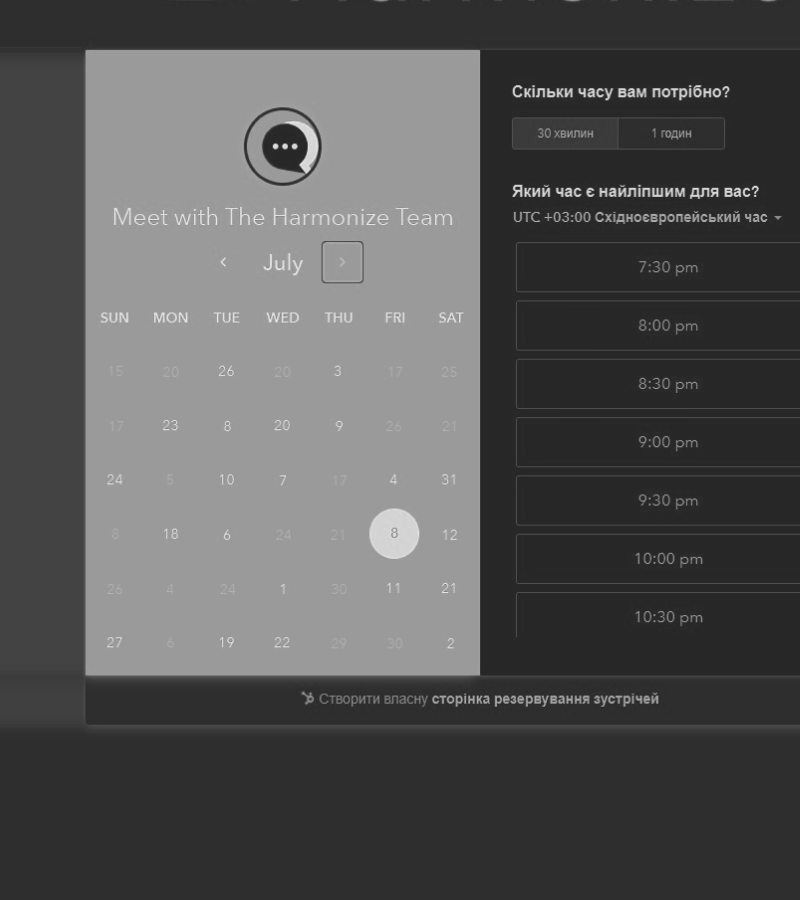 Meet with The Harmonize Team
July
SUN MON TUE WED THU FRI SAT
15 20 26 20 3 17 25
17 23 8 20 9 26 21
24 5 10 7 17 4 31
8 18 6 24 21 8 12
26 4 24 1 30 11 21
27 6 19 22 29 30 2
Скільки часу вам потрібно?
30 хвилин 1 годин
Який час є найліпшим для вас?
UTC +03:00 Східноєвропейський час
7:30 pm
8:00 pm
8:30 pm
9:00 pm
9:30 pm
10:00 pm
10:30 pm
Створити власну сторінка резервування зустрічей